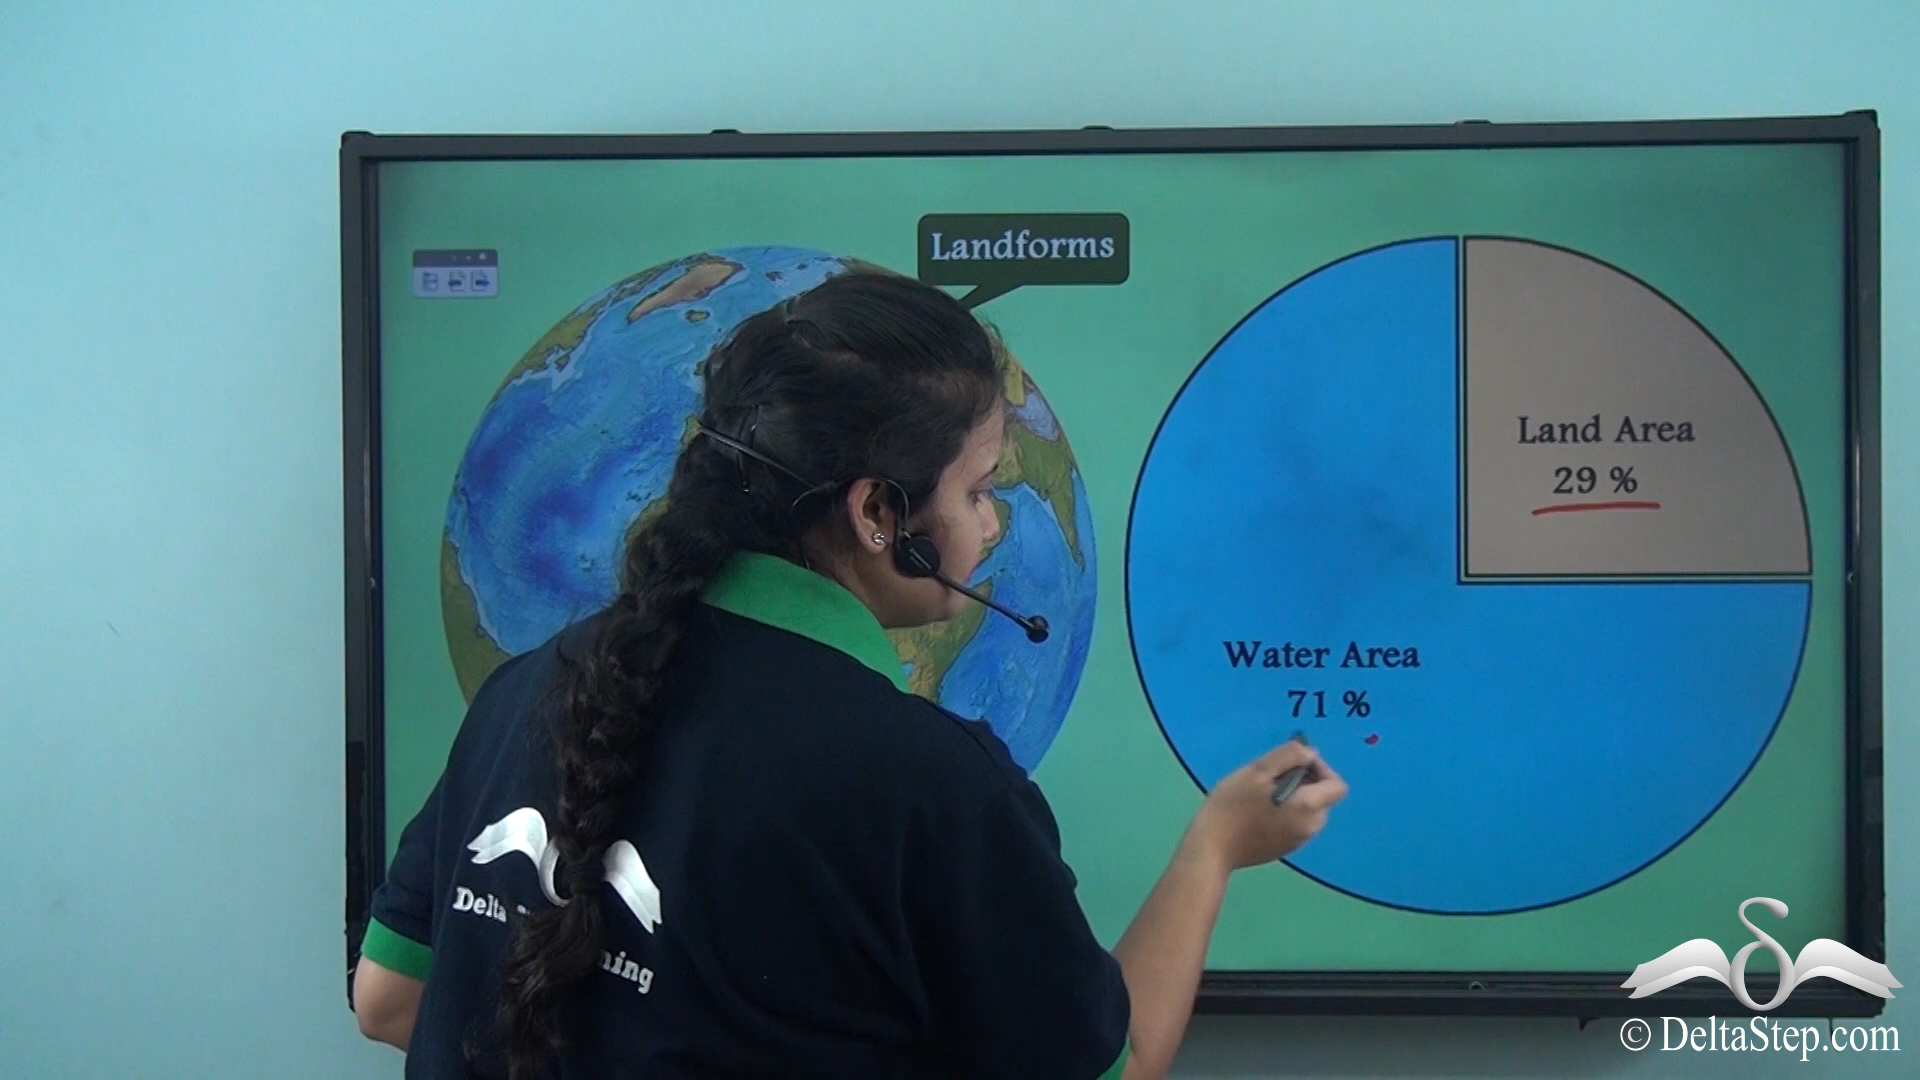 Landforms
Land Area
29 %
Water Area
71 %
Delta
ning
© DeltaStep.com